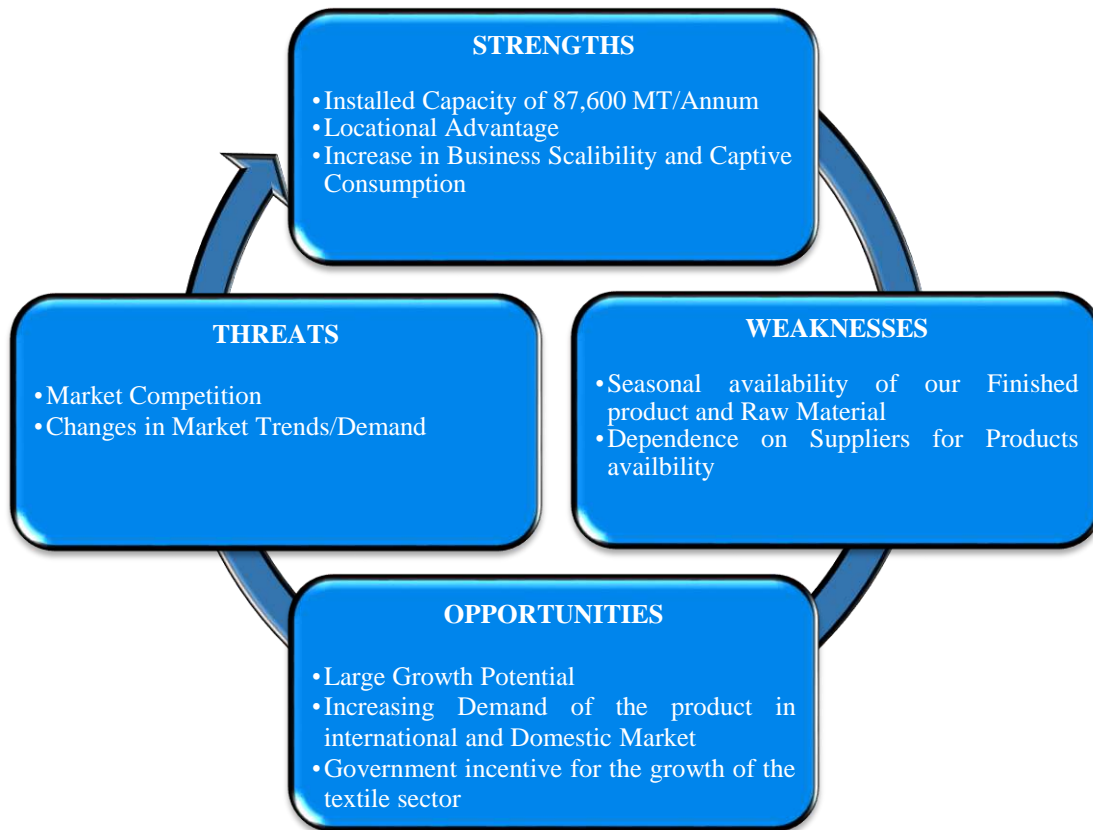 STRENGTHS
•Installed Capacity of 87,600 MT/Annum
•Locational Advantage
•Increase in Business Scalibility and Captive
Consumption
THREATS
•Market Competition
•Changes in Market Trends/Demand
WEAKNESSES
•Seasonal availability of our Finished
product and Raw Material
•Dependence on Suppliers for Products
availbility
OPPORTUNITIES
•Large Growth Potential
•Increasing Demand of the product in
international and Domestic Market
•Government incentive for the growth of the
textile sector